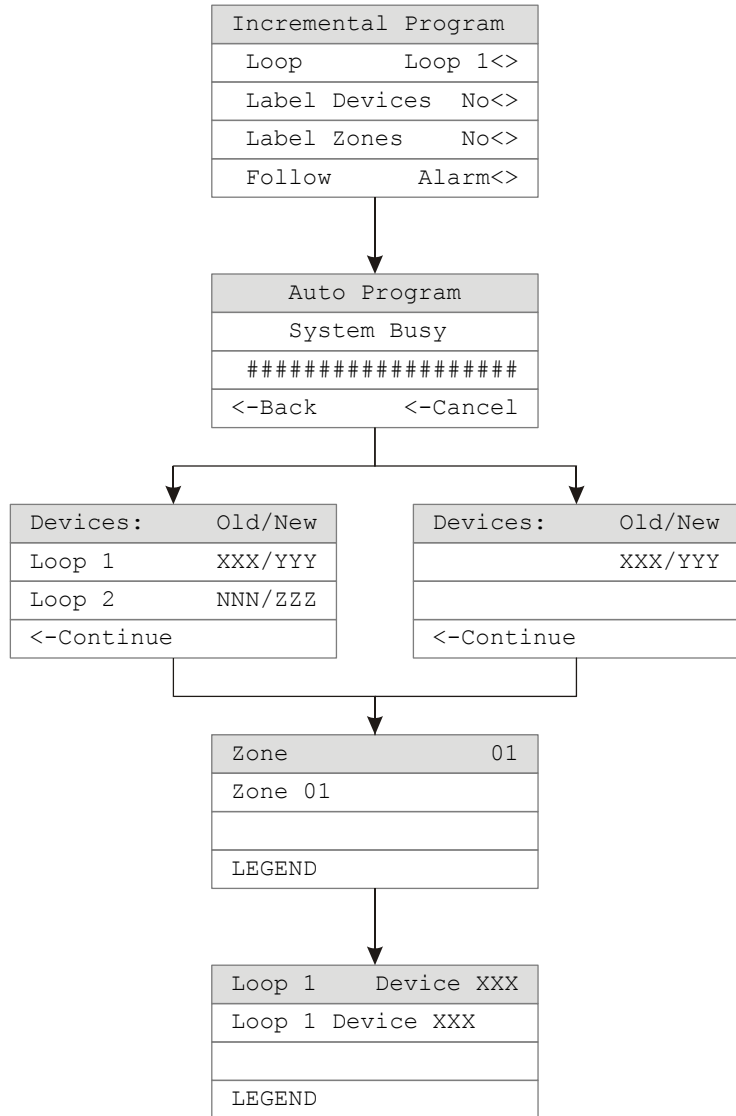 Incremental Program
Loop Loop 1<>
Label Devices No<>
Label Zones No<>
Follow Alarm<>
Auto Program
System Busy
###################
<-Back <-Cancel
Devices: Old/New
Loop 1 XXX/YYY
Loop 2 NNN/ZZZ
<-Continue
Devices: Old/New
XXX/YYY
<-Continue
Zone 01
Zone 01
LEGEND
Loop 1 Device XXX
Loop 1 Device XXX
LEGEND